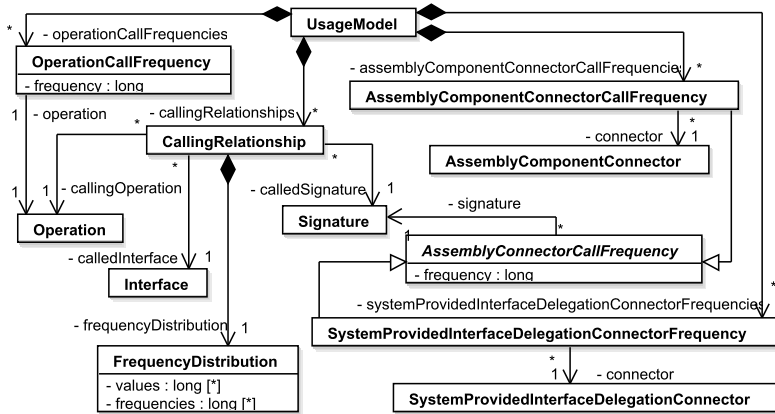 UsageModel
*
- operationCallFrequencies
OperationCallFrequency
- frequency : long
- assemblyComponentConnectorCallFrequencies
*
AssemblyComponentConnectorCallFrequency
1
- operation
- callingRelationships
*
*
CallingRelationship
*
*
*
- connector
1
AssemblyComponentConnector
1
1
- callingOperation
Operation
- calledSignature
1
Signature
- signature
*
1
AssemblyConnectorCallFrequency
- frequency : long
- calledInterface
1
Interface
*
- systemProvidedInterfaceDelegationConnectorFrequencies
SystemProvidedInterfaceDelegationConnectorFrequency
- frequencyDistribution
1
FrequencyDistribution
- values : long [*]
- frequencies : long [*]
*
1
- connector
SystemProvidedInterfaceDelegationConnector